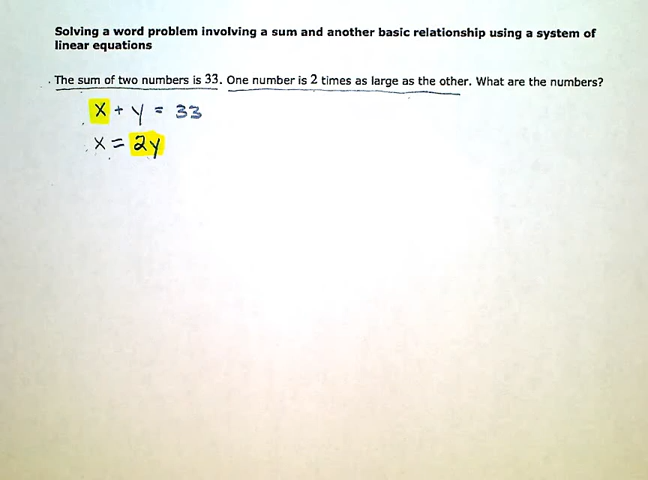 Solving a word problem involving a sum and another basic relationship using a system of
linear equations
The sum of two numbers is 33. One number is 2 times as large as the other. What are the numbers?
x + y = 33
x = 2y